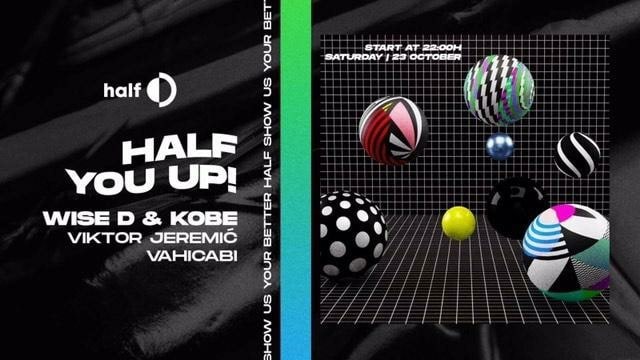 half
HALF
YOU UP!
WISE D & KOBE
VIKTOR JEREMIĆ
VAHICABI
SHOW US YOUR BETTER HALF SHOW US YOUR BETT
START AT 22:00H
SATURDAY | 23 OCTOBER